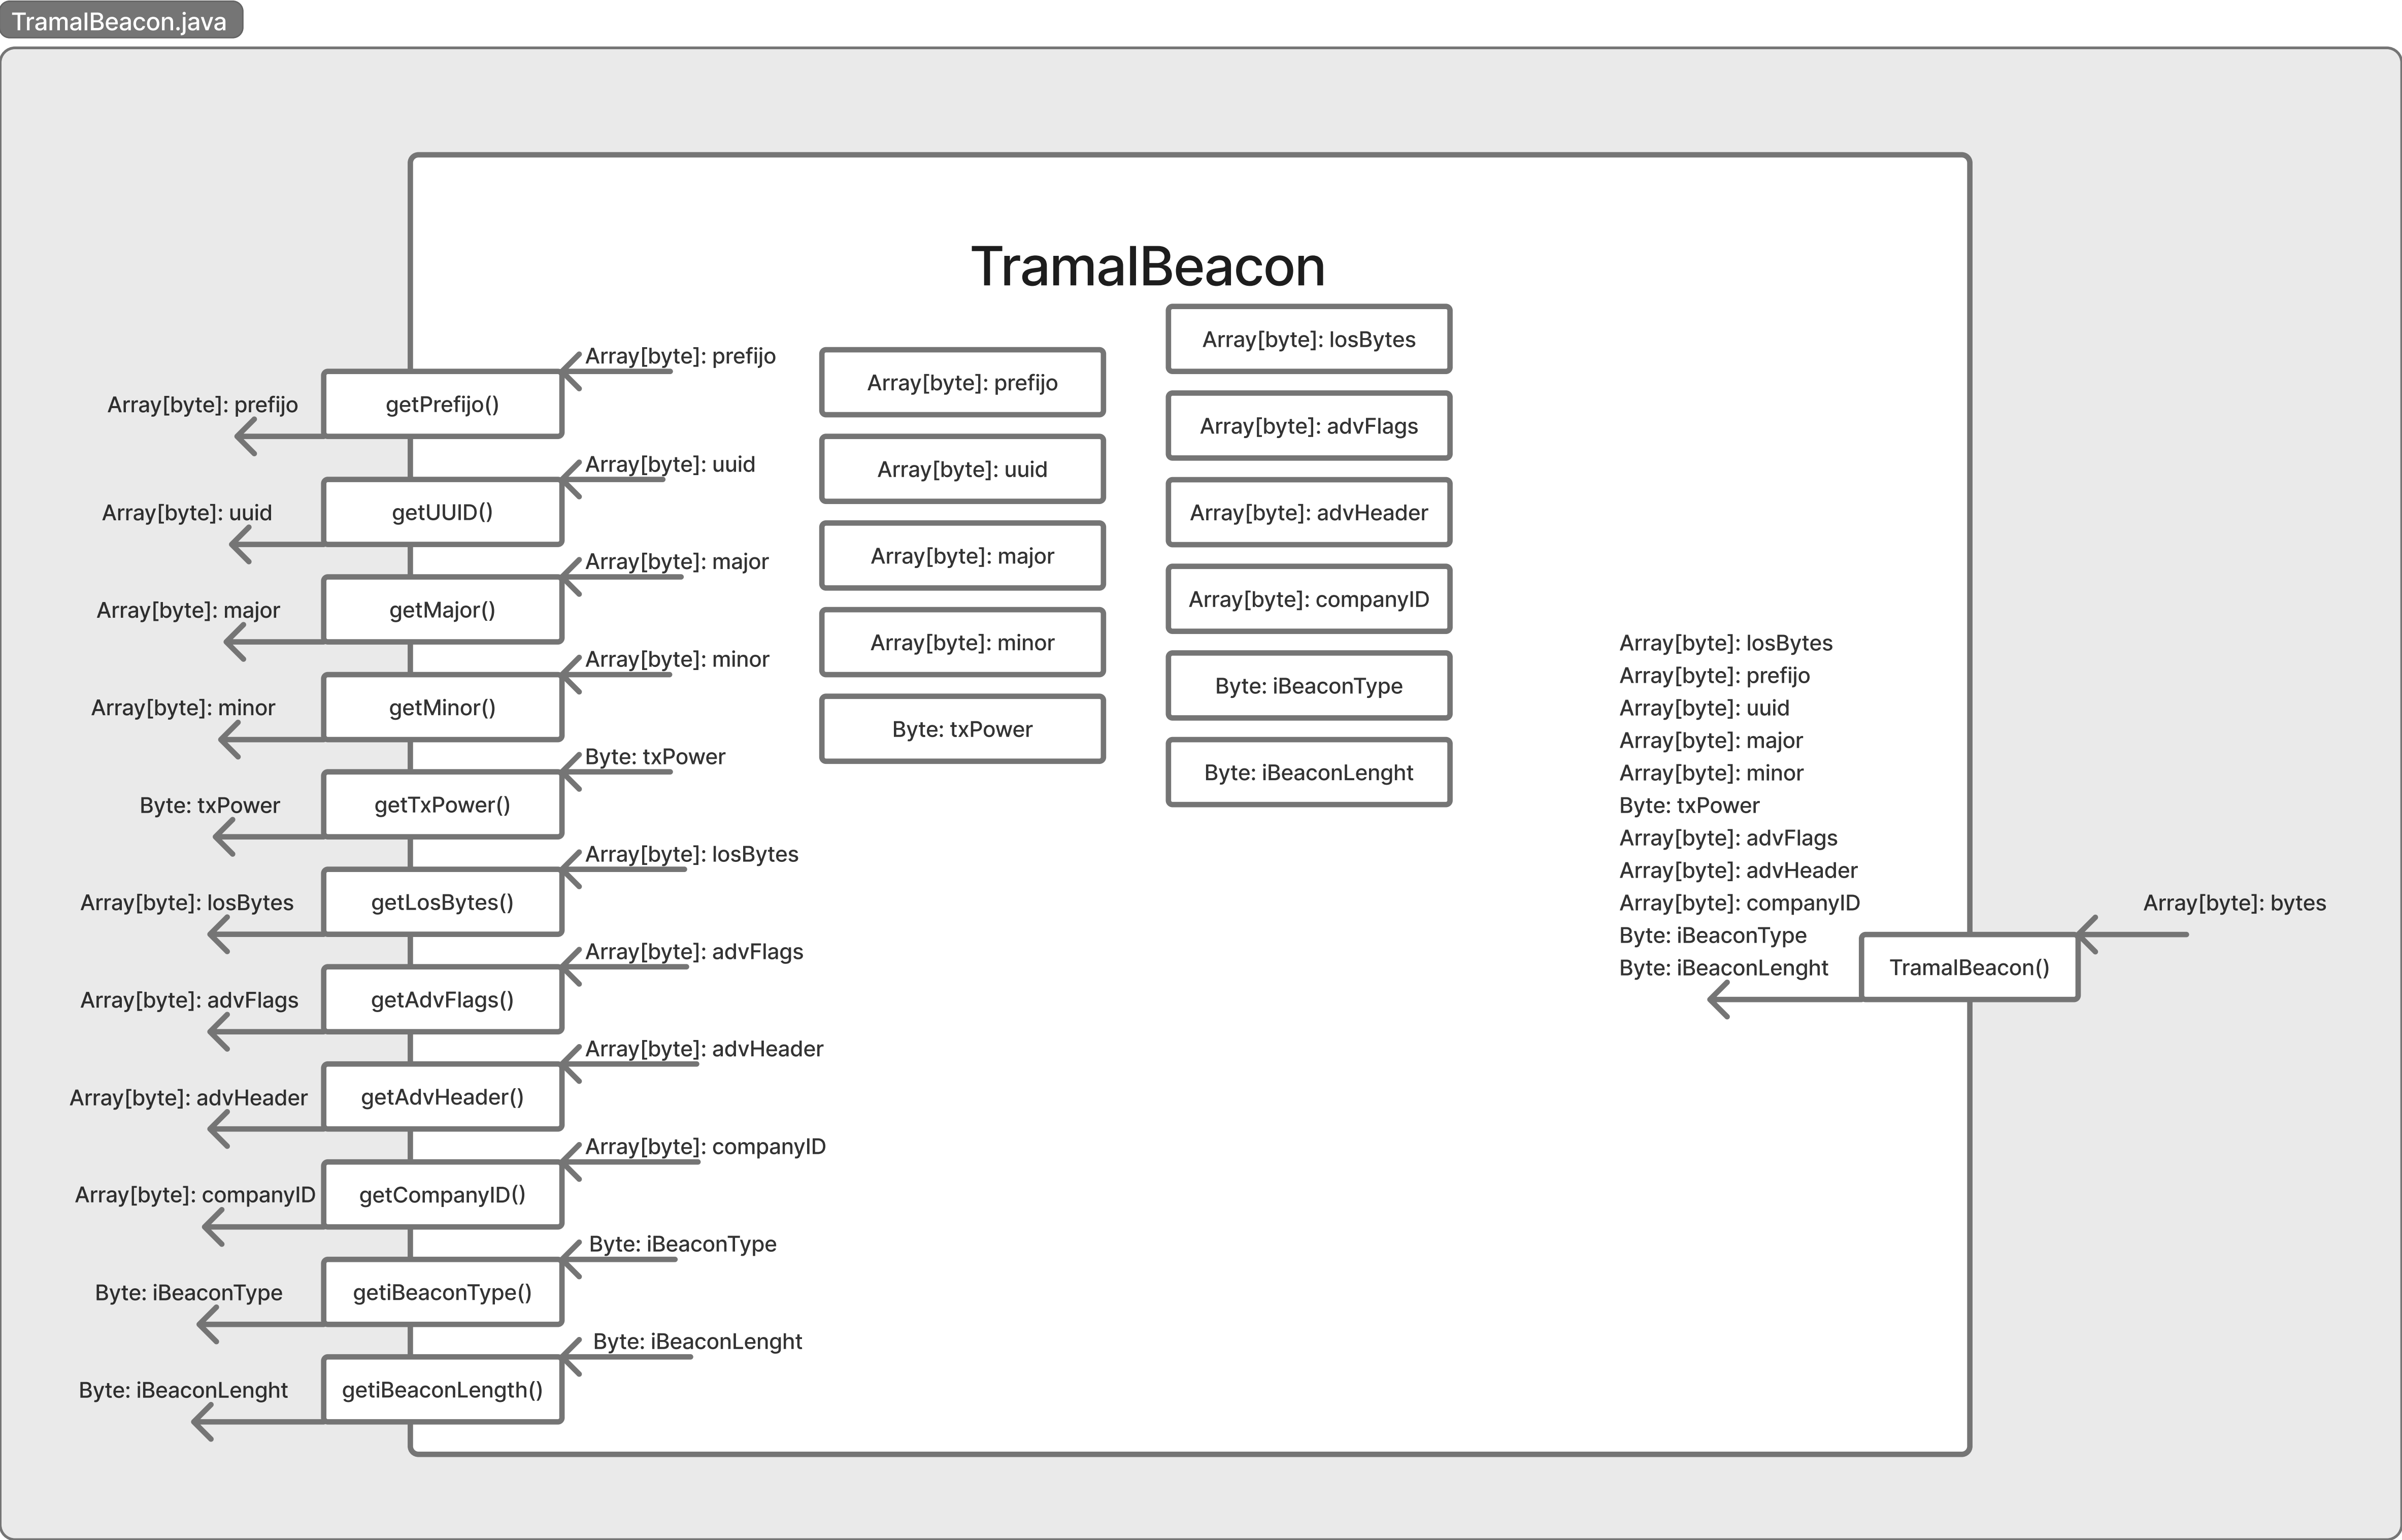 TramaIBeacon.java
TramaIBeacon
Array[byte]: prefijo
getPrefijo()
Array[byte]: prefijo
Array[byte]: uuid
getUUID()
Array[byte]: uuid
Array[byte]: major
getMajor()
Array[byte]: major
Array[byte]: minor
getMinor()
Array[byte]: minor
Byte: txPower
getTxPower()
Byte: txPower
Array[byte]: losBytes
getLosBytes()
Array[byte]: losBytes
Array[byte]: advFlags
getAdvFlags()
Array[byte]: advFlags
Array[byte]: advHeader
getAdvHeader()
Array[byte]: advHeader
Array[byte]: companyID
getCompanyID()
Array[byte]: companyID
Byte: iBeaconType
getiBeaconType()
Byte: iBeaconType
Byte: iBeaconLenght
getiBeaconLength()
Byte: iBeaconLenght
Array[byte]: prefijo
Array[byte]: uuid
Array[byte]: major
Array[byte]: minor
Byte: txPower
Array[byte]: losBytes
Array[byte]: advFlags
Array[byte]: advHeader
Array[byte]: companyID
Byte: iBeaconType
Byte: iBeaconLenght
Array[byte]: losBytes
Array[byte]: prefijo
Array[byte]: uuid
Array[byte]: major
Array[byte]: minor
Byte: txPower
Array[byte]: advFlags
Array[byte]: advHeader
Array[byte]: companyID
Byte: iBeaconType
Byte: iBeaconLenght
TramaIBeacon()
Array[byte]: bytes